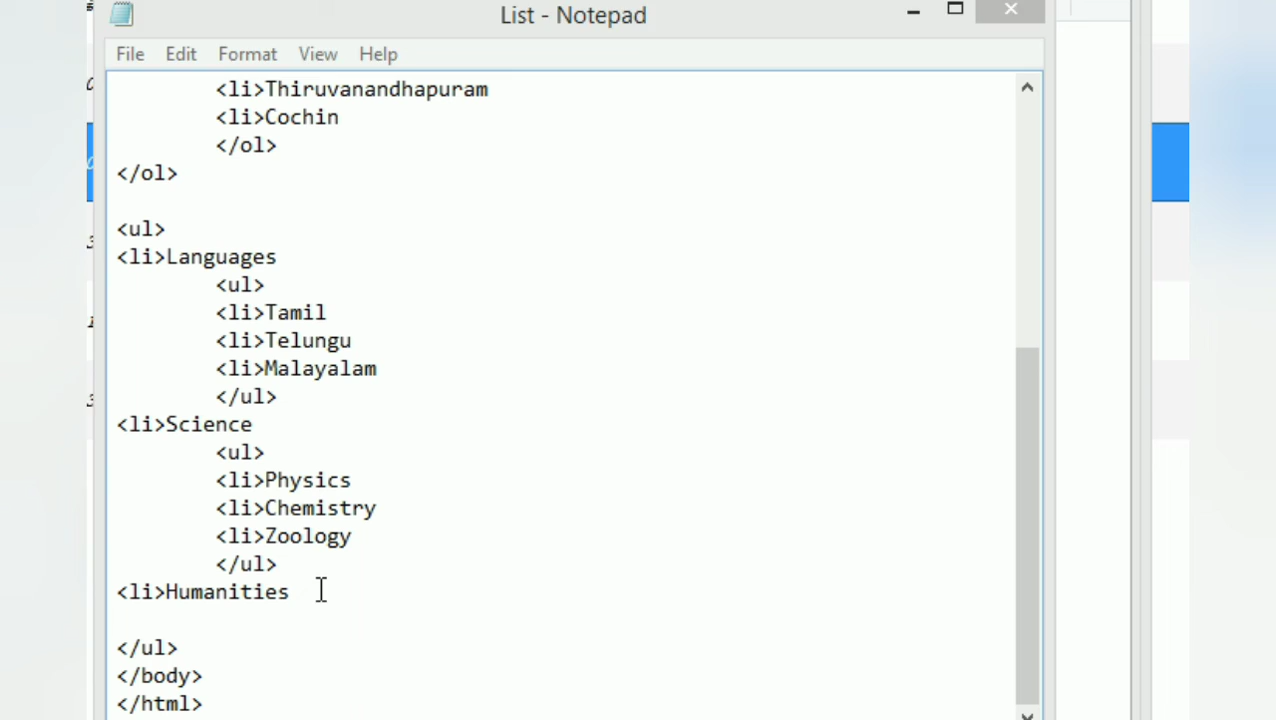 List - Notepad
File Edit Format View Help
<li>Thiruvanandhapuram
<li>Cochin
</ol>
</ol>
<ul>
<li>Languages
<ul>
<li>Tamil
<li>Telungu
<li>Malayalam
</ul>
<li>Science
<ul>
<li>Physics
<li>Chemistry
<li>Zoology
</ul>
<li>Humanities
</ul>
</body>
</html>